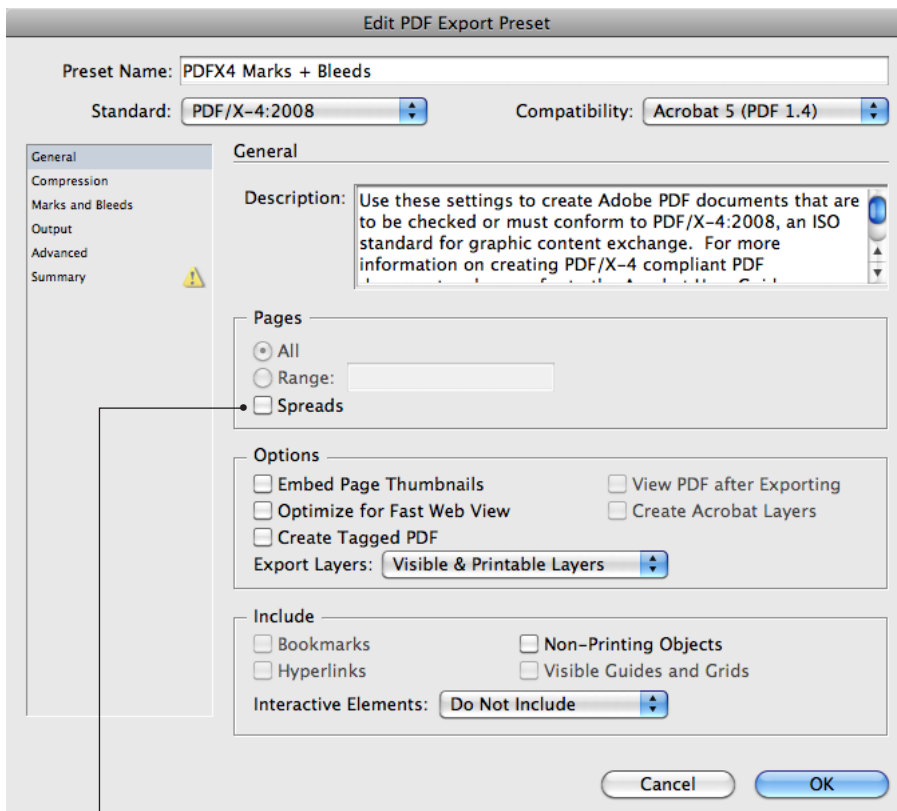 Edit PDF Export Preset
Preset Name: PDFX4 Marks + Bleeds
Standard: PDF/X-4:2008 Compatibility: Acrobat 5 (PDF 1.4)
General
Compression
Marks and Bleeds
Output
Advanced
Summary
General
Description: Use these settings to create Adobe PDF documents that are
to be checked or must conform to PDF/X-4:2008, an ISO
standard for graphic content exchange. For more
information on creating PDF/X-4 compliant PDF
Pages
All
Range:
Spreads
Options
Embed Page Thumbnails View PDF after Exporting
Optimize for Fast Web View Create Acrobat Layers
Create Tagged PDF
Export Layers: Visible & Printable Layers
Include
Bookmarks Non-Printing Objects
Hyperlinks Visible Guides and Grids
Interactive Elements: Do Not Include
Cancel OK